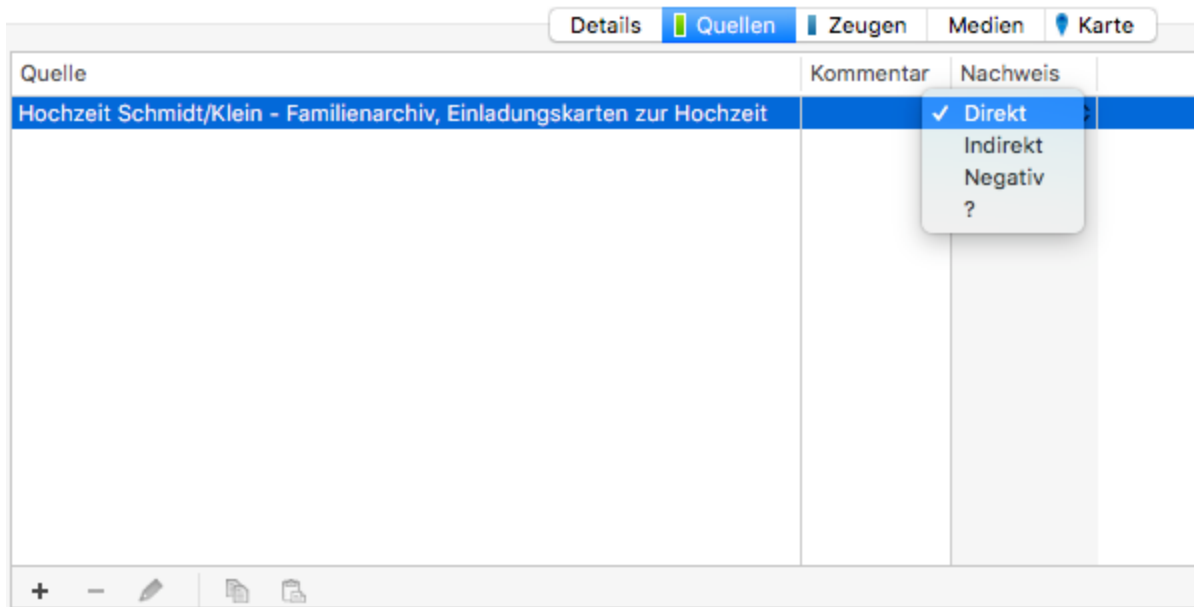 Details Quellen Zeugen Medien Karte
Quelle Kommentar Nachweis
Hochzeit Schmidt/Klein - Familienarchiv, Einladungskarten zur Hochzeit ✓ Direkt
Indirekt
Negativ
?